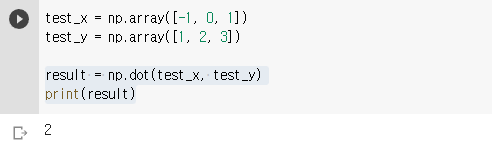 test_x = np.array([-1, 0, 1])
test_y = np.array([1, 2, 3])
result = np.dot(test_x, test_y)
print(result)
2